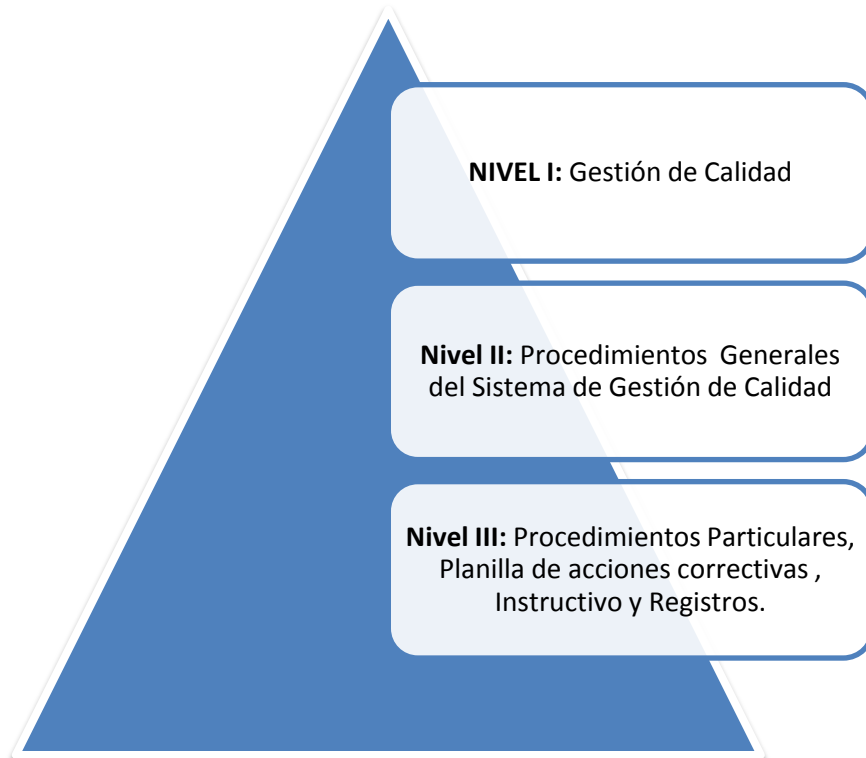 NIVEL I: Gestión de Calidad
Nivel II: Procedimientos Generales
del Sistema de Gestión de Calidad
Nivel III: Procedimientos Particulares,
Planilla de acciones correctivas ,
Instructivo y Registros.